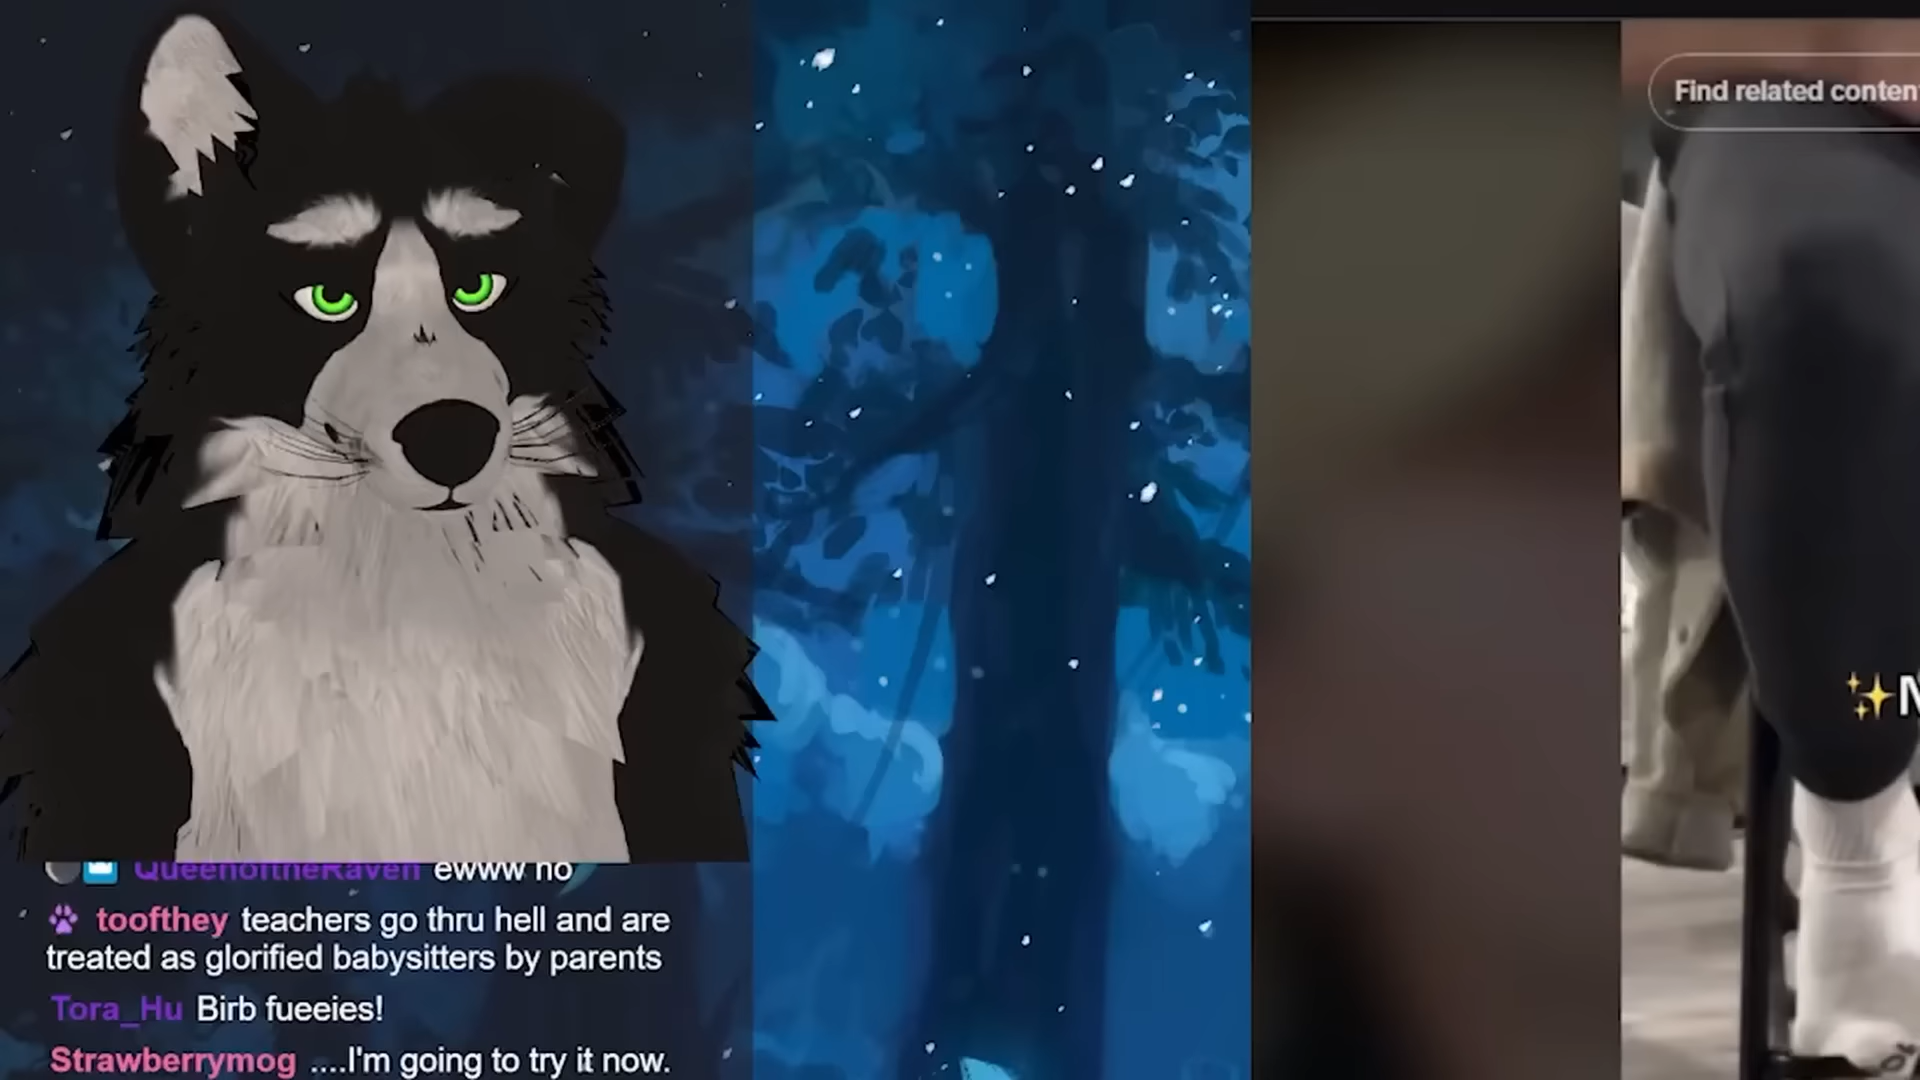 Find related conten
✨N
QueenoftheRaven ewww no
toofthey teachers go thru hell and are
treated as glorified babysitters by parents
Tora_Hu Birb fueeies!
Strawberrymog ....I'm going to try it now.